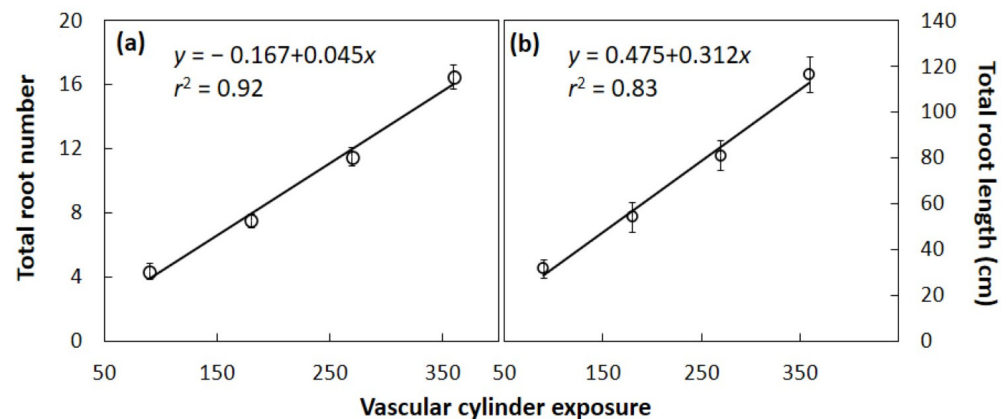 (a)
y = − 0.167+0.045x
r² = 0.92
Total root number
20
16
12
8
4
0
50
150
250
350
(b)
y = 0.475+0.312x
r² = 0.83
Total root length (cm)
140
120
100
80
60
40
20
0
50
150
250
350
Vascular cylinder exposure